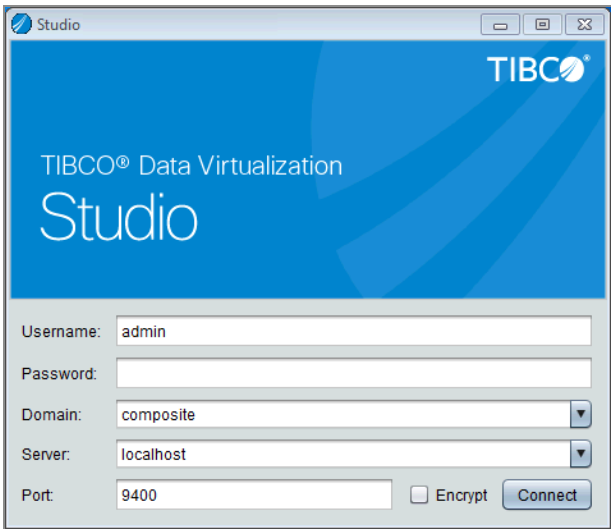 Studio
TIBCO®
TIBCO® Data Virtualization
Studio
Username: admin
Password:
Domain: composite
Server: localhost
Port: 9400 Encrypt Connect